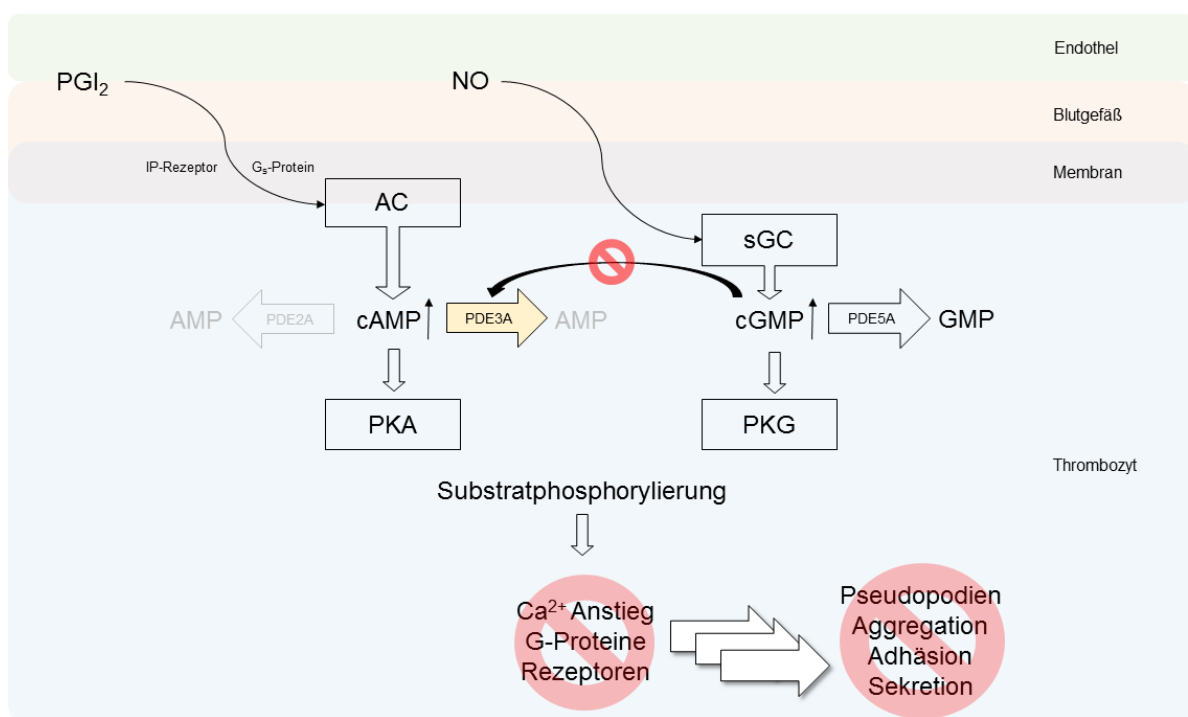 Endothel
PGI₂
NO
Blutgefäß
IP-Rezeptor
Gₛ-Protein
Membran
AC
sGC
AMP
PDE2A
cAMP
PDE3A
AMP
cGMP
PDE5A
GMP
PKA
PKG
Thrombozyt
Substratphosphorylierung
Ca²⁺ Anstieg
G-Proteine
Rezeptoren
Pseudopodien
Aggregation
Adhäsion
Sekretion